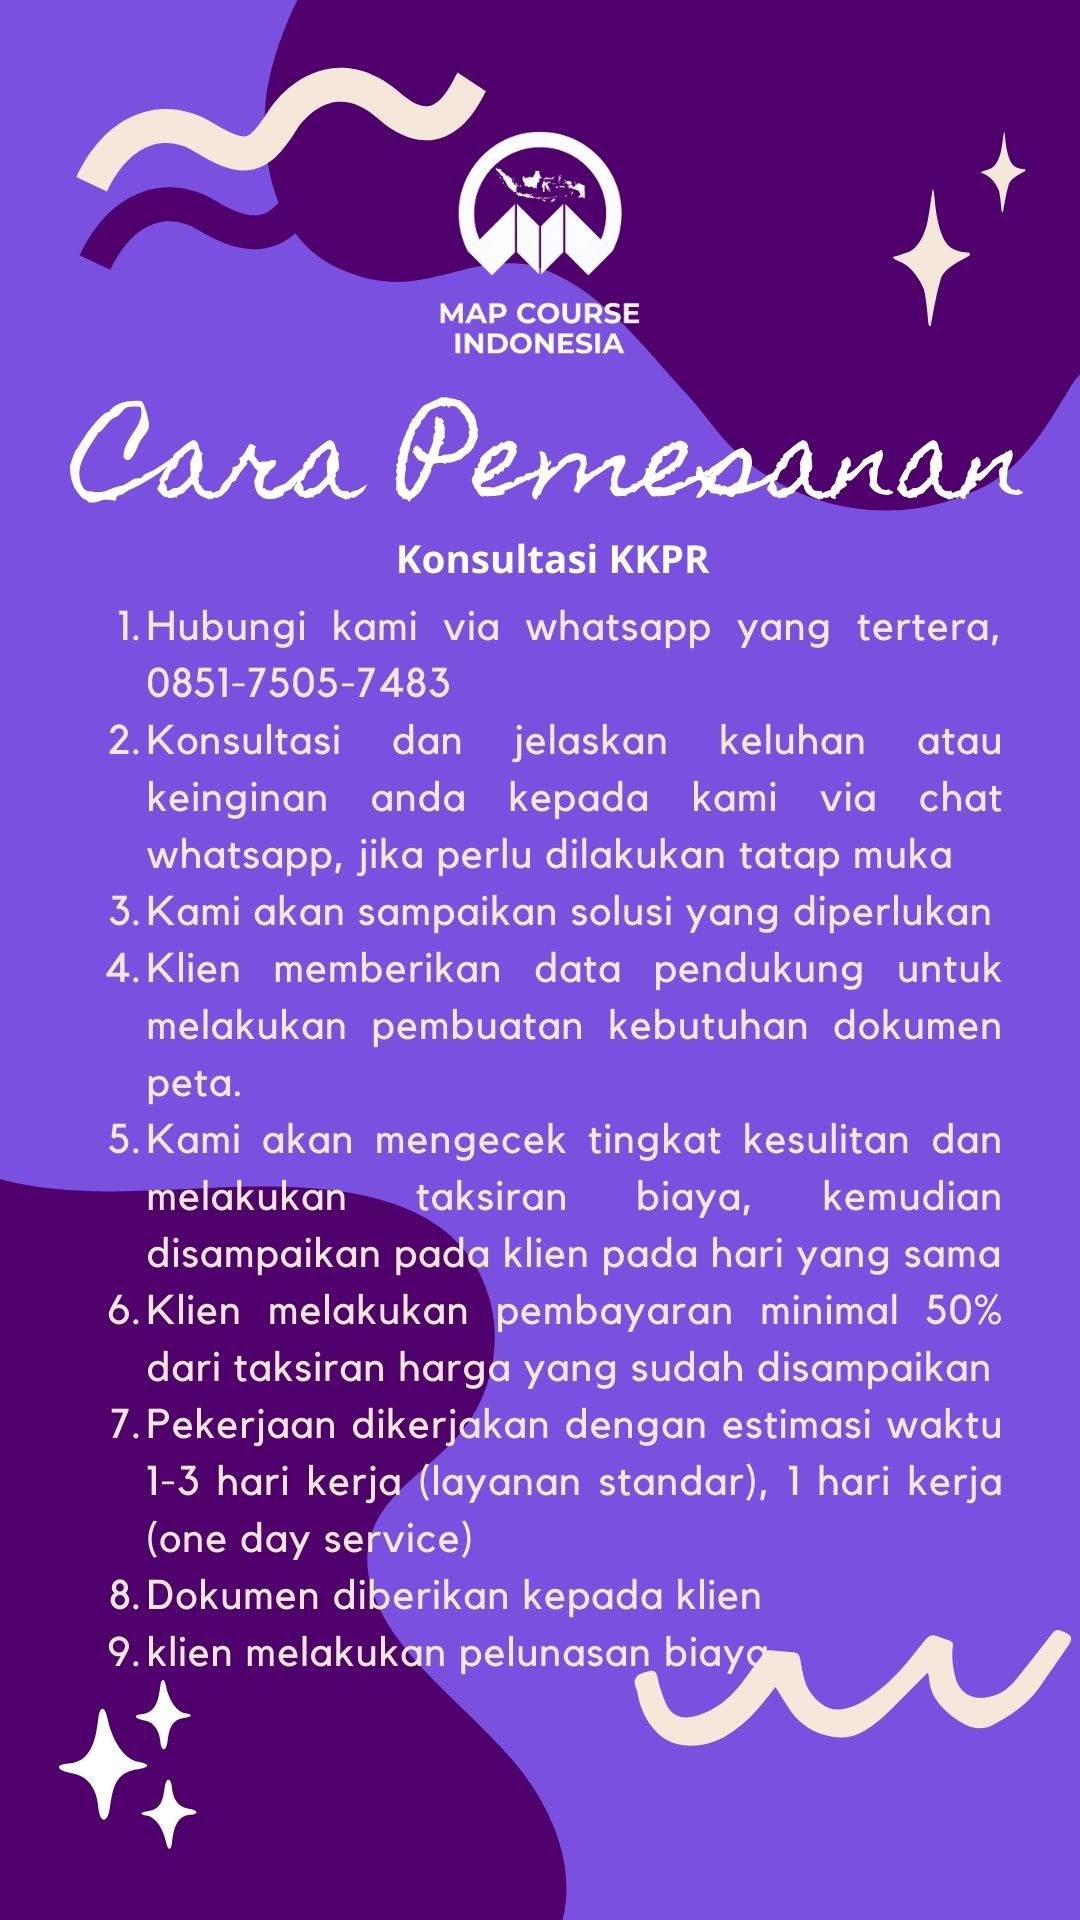 MAP COURSE
INDONESIA
Cara Pemesanan
Konsultasi KKPR
1. Hubungi kami via whatsapp yang tertera,
0851-7505-7483
2. Konsultasi dan jelaskan keluhan atau
keinginan anda kepada kami via chat
whatsapp, jika perlu dilakukan tatap muka
3. Kami akan sampaikan solusi yang diperlukan
4. Klien memberikan data pendukung untuk
melakukan pembuatan kebutuhan dokumen
peta.
5. Kami akan mengecek tingkat kesulitan dan
melakukan taksiran biaya, kemudian
disampaikan pada klien pada hari yang sama
6. Klien melakukan pembayaran minimal 50%
dari taksiran harga yang sudah disampaikan
7. Pekerjaan dikerjakan dengan estimasi waktu
1-3 hari kerja (layanan standar), 1 hari kerja
(one day service)
8. Dokumen diberikan kepada klien
9. klien melakukan pelunasan biaya